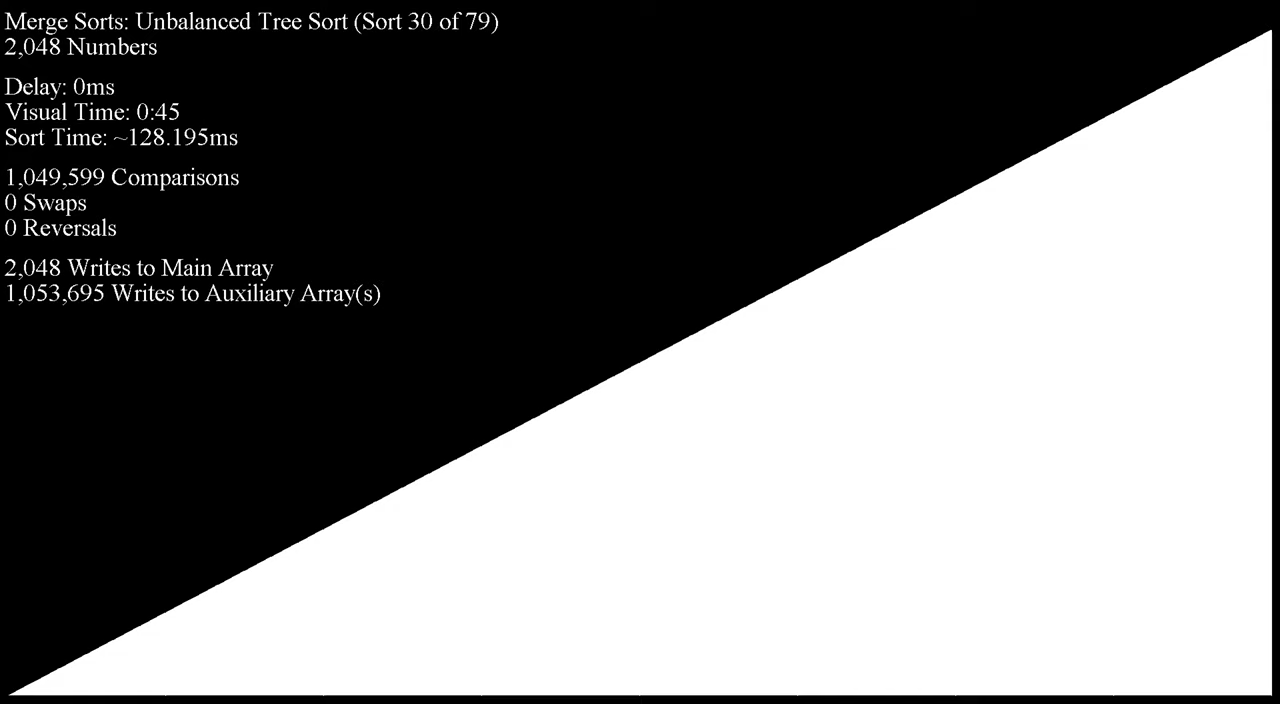 Merge Sorts: Unbalanced Tree Sort (Sort 30 of 79)
2,048 Numbers
Delay: 0ms
Visual Time: 0:45
Sort Time: ~128.195ms
1,049,599 Comparisons
0 Swaps
0 Reversals
2,048 Writes to Main Array
1,053,695 Writes to Auxiliary Array(s)